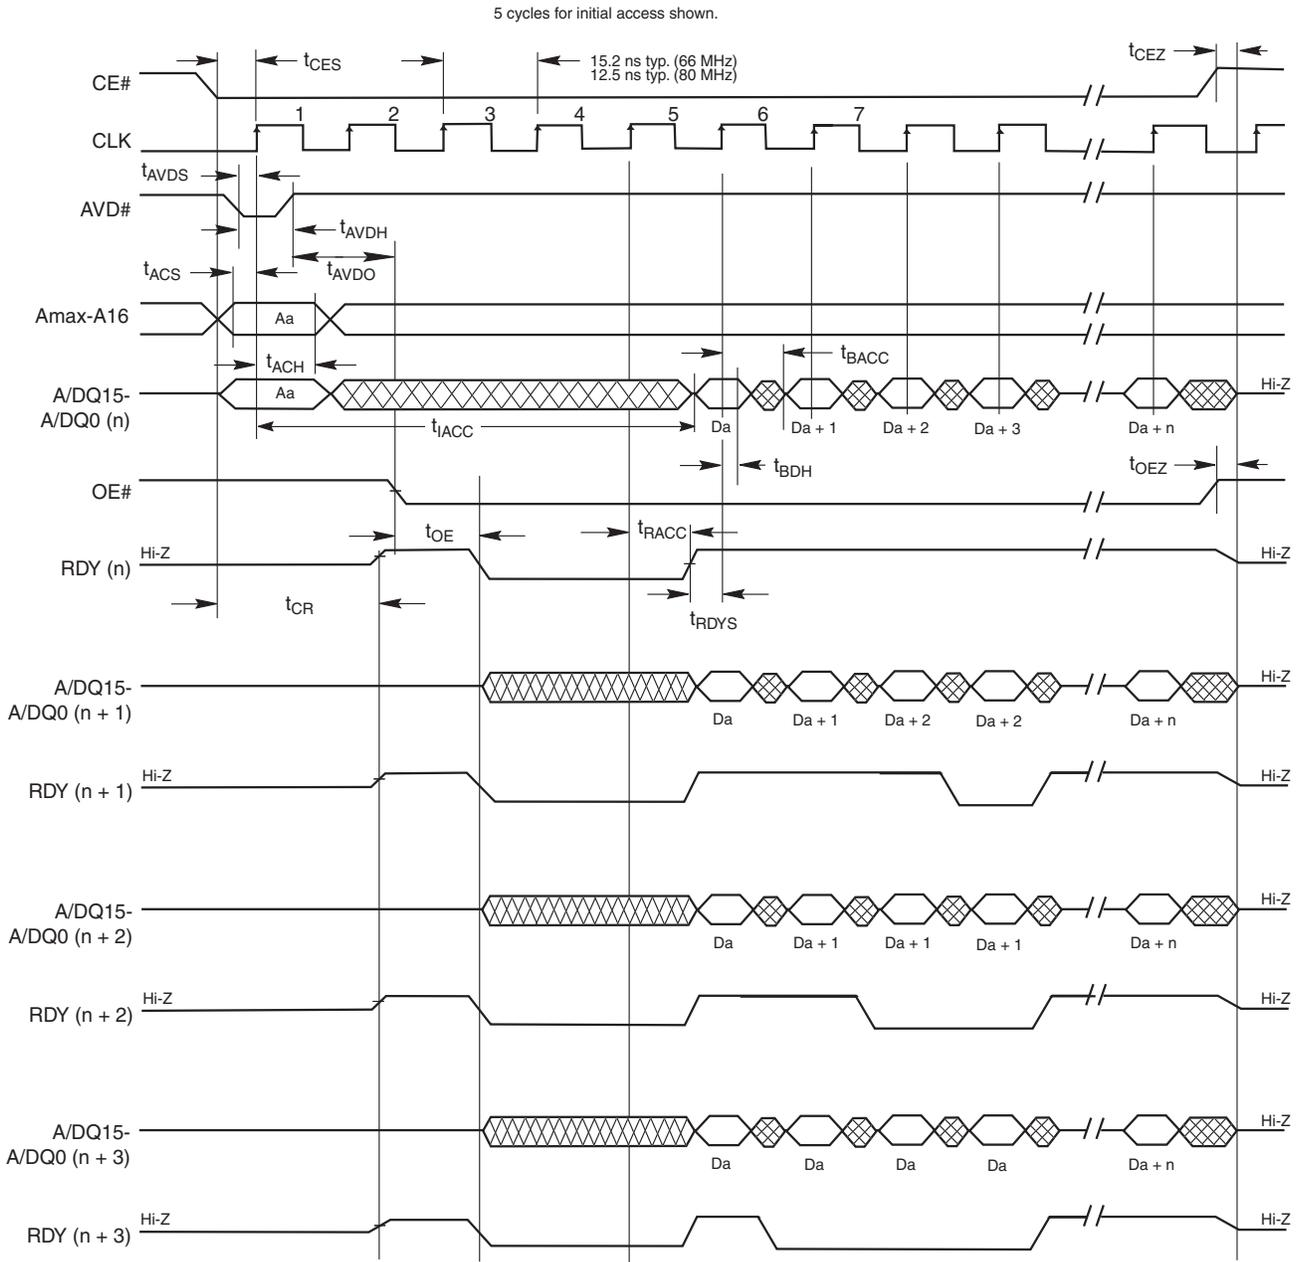 5 cycles for initial access shown.
tCES
15.2 ns typ. (66 MHz)
12.5 ns typ. (80 MHz)
tCEZ
CE#
1 2 3 4 5 6 7
CLK
tAVDS
AVD#
tAVDH
tAVDO
tACS
Amax-A16
Aa
tACH
tBACC
A/DQ15-
A/DQ0 (n)
Aa
Hi-Z
tIACC
Da Da + 1 Da + 2 Da + 3 Da + n
tBDH
tOEZ
OE#
tOE
tRACC
Hi-Z
RDY (n)
Hi-Z
tCR
tRDYS
A/DQ15-
A/DQ0 (n + 1)
Hi-Z
Da Da + 1 Da + 2 Da + 2 Da + n
Hi-Z
RDY (n + 1)
Hi-Z
A/DQ15-
A/DQ0 (n + 2)
Hi-Z
Da Da + 1 Da + 1 Da + 1 Da + n
Hi-Z
RDY (n + 2)
Hi-Z
A/DQ15-
A/DQ0 (n + 3)
Hi-Z
Da Da Da Da Da + n
Hi-Z
RDY (n + 3)
Hi-Z